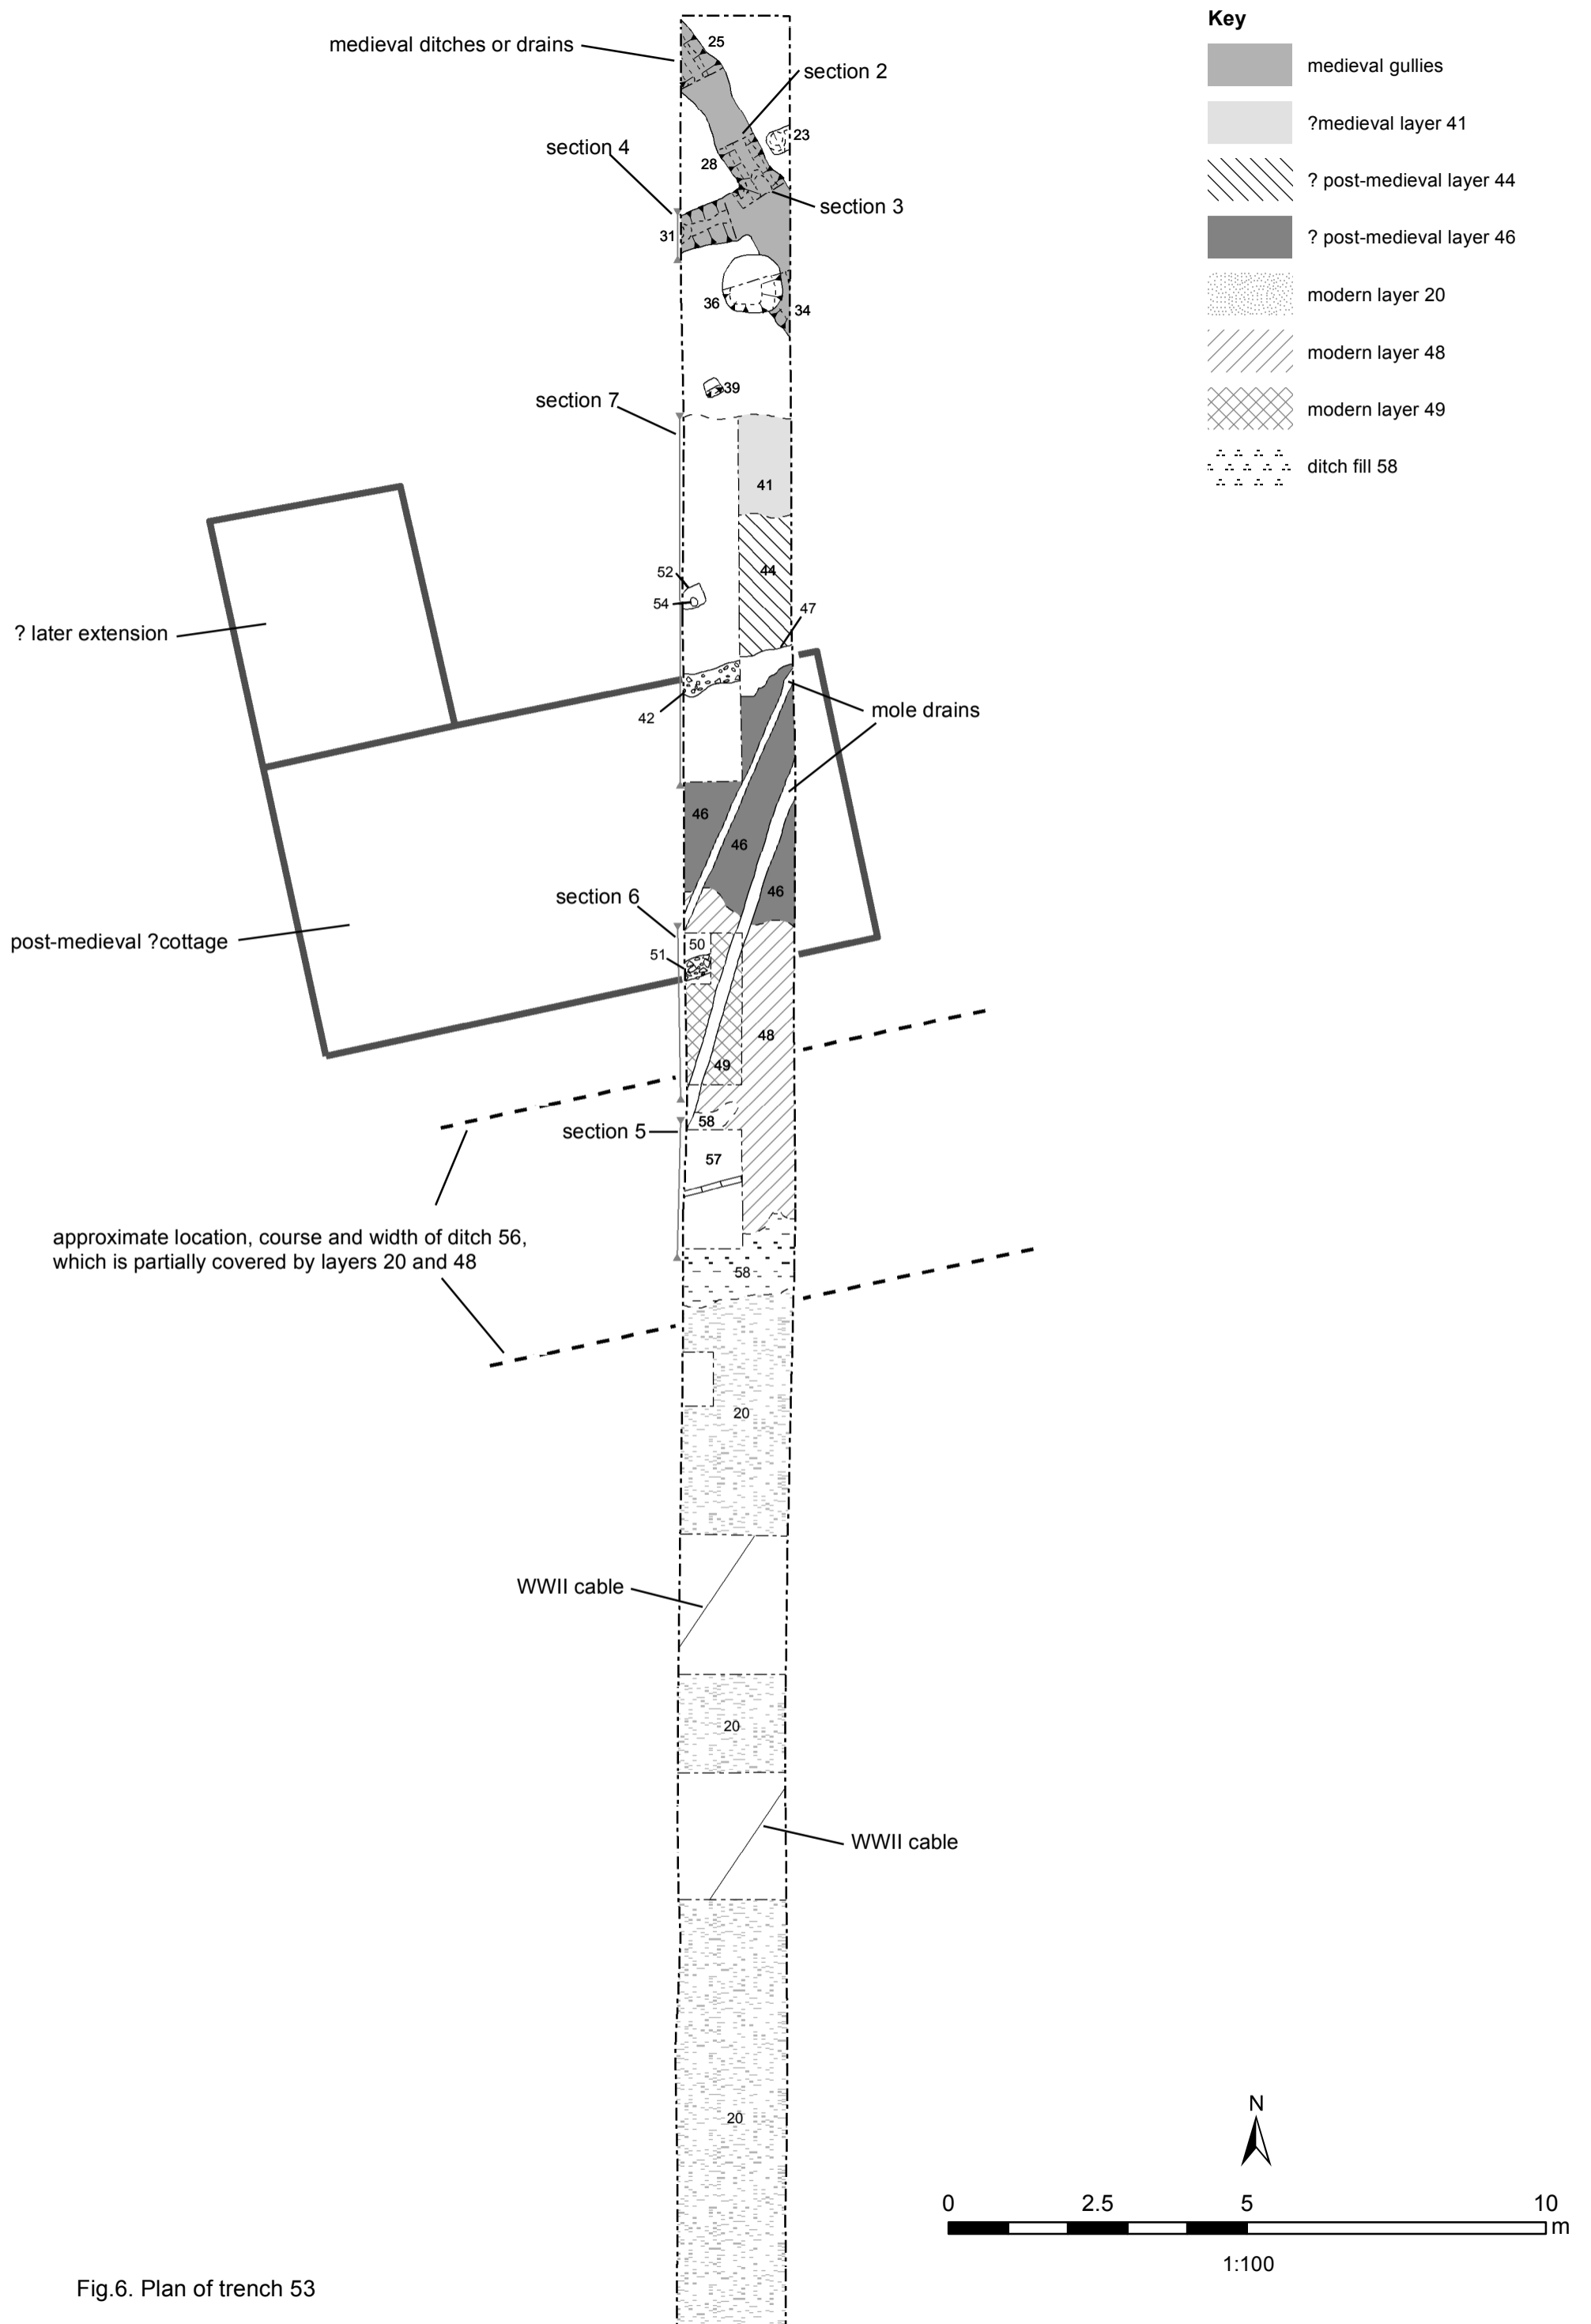 Key
medieval gullies
?medieval layer 41
? post-medieval layer 44
? post-medieval layer 46
modern layer 20
modern layer 48
modern layer 49
ditch fill 58
medieval ditches or drains
25
section 2
23
section 4
28
section 3
31
36
34
39
section 7
41
52
44
54
47
? later extension
42
mole drains
46
46
46
section 6
post-medieval ?cottage
50
51
48
49
58
section 5
57
approximate location, course and width of ditch 56,
which is partially covered by layers 20 and 48
58
20
WWII cable
20
WWII cable
20
N
0 2.5 5 10
m
1:100
Fig.6. Plan of trench 53